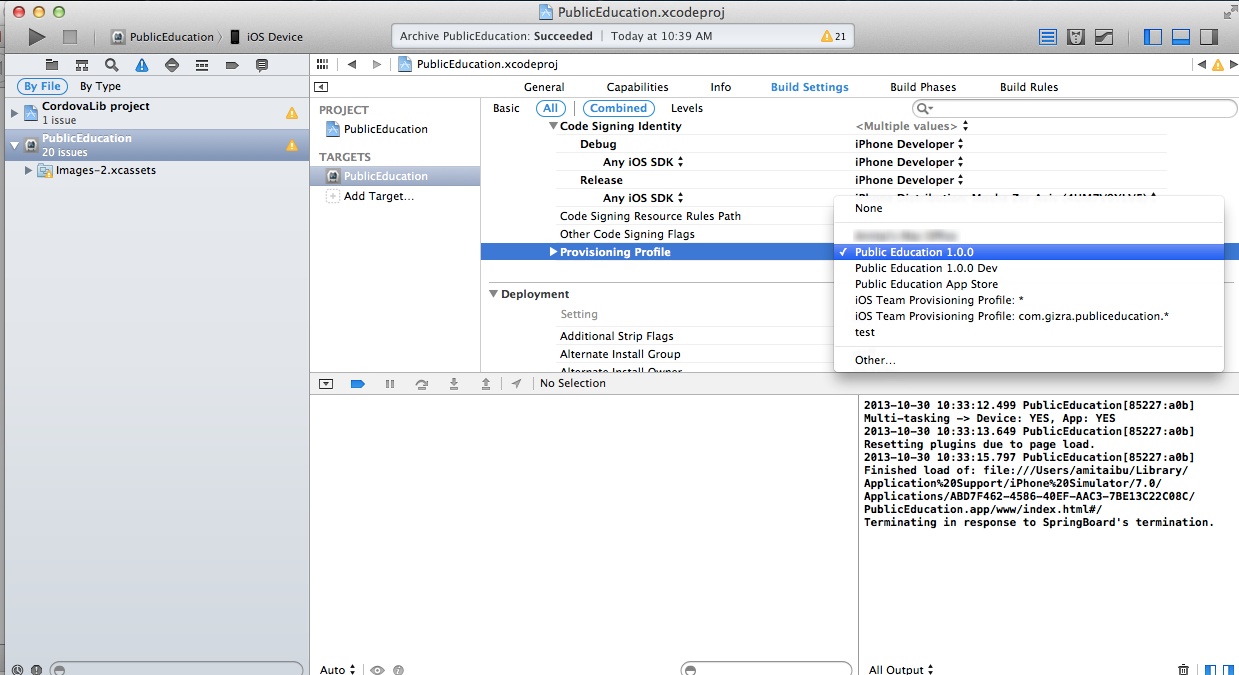 PublicEducation.xcodeproj
PublicEducation
iOS Device
Archive PublicEducation: Succeeded
Today at 10:39 AM
21
By File
By Type
CordovaLib project
1 issue
PublicEducation
20 issues
Images-2.xcassets
PublicEducation.xcodeproj
General
Capabilities
Info
Build Settings
Build Phases
Build Rules
PROJECT
PublicEducation
TARGETS
PublicEducation
Add Target...
Basic
All
Combined
Levels
Code Signing Identity
<Multiple values>
Debug
iPhone Developer
Any iOS SDK
iPhone Developer
Release
iPhone Developer
Any iOS SDK
Code Signing Resource Rules Path
Other Code Signing Flags
Provisioning Profile
None
✓ Public Education 1.0.0
Public Education 1.0.0 Dev
Public Education App Store
iOS Team Provisioning Profile: *
iOS Team Provisioning Profile: com.gizra.publiceducation.*
test
Other...
Deployment
Setting
Additional Strip Flags
Alternate Install Group
Alternate Install Owner
No Selection
2013-10-30 10:33:12.499 PublicEducation[85227:a0b]
Multi-tasking -> Device: YES, App: YES
2013-10-30 10:33:13.649 PublicEducation[85227:a0b]
Resetting plugins due to page load.
2013-10-30 10:33:15.797 PublicEducation[85227:a0b]
Finished load of: file:///Users/amitaibu/Library/
Application%20Support/iPhone%20Simulator/7.0/
Applications/ABD7F462-4586-40EF-AAC3-7BE13C22C08C/
PublicEducation.app/www/index.html#/
Terminating in response to SpringBoard's termination.
Auto
All Output